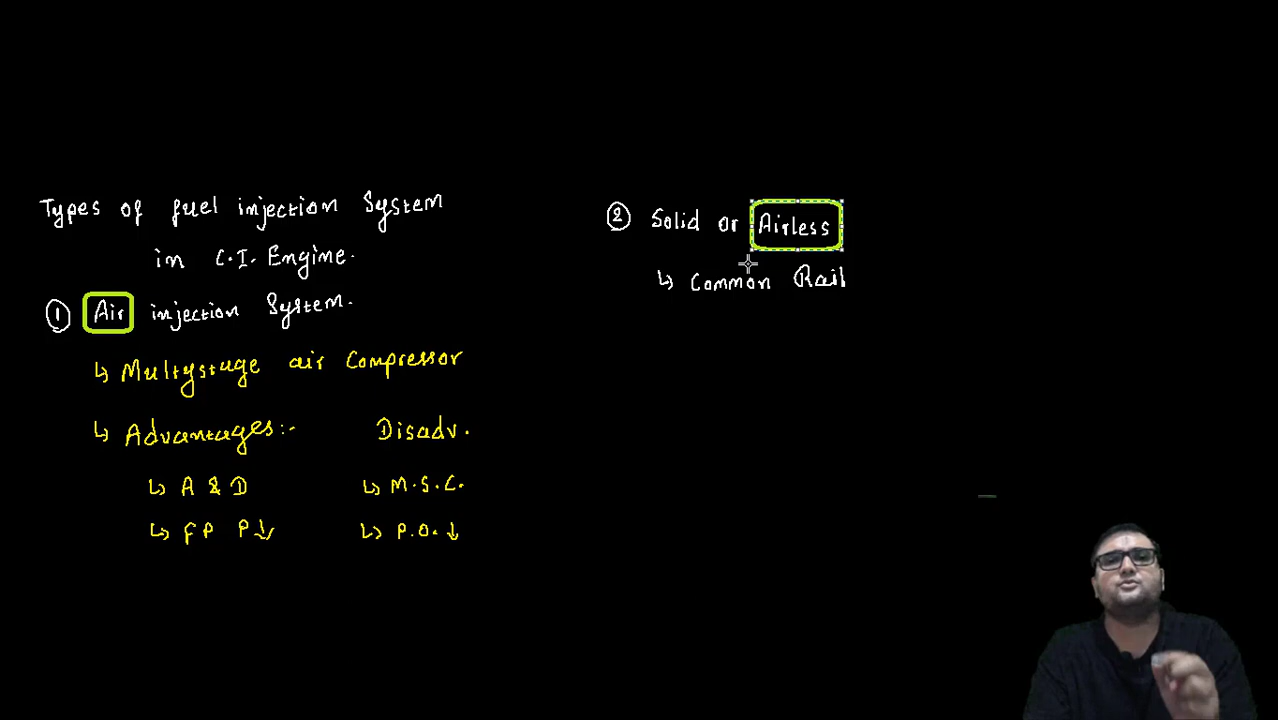 Types of fuel injection System
in C.I. Engine.
① Air injection System.
↳ Multystage air Compressor
↳ Advantages:- Disadv.
↳ A & D ↳ M.S.C.
↳ FP P↓ ↳ P.O. ↓
② Solid or Airless
↳ Common Rail